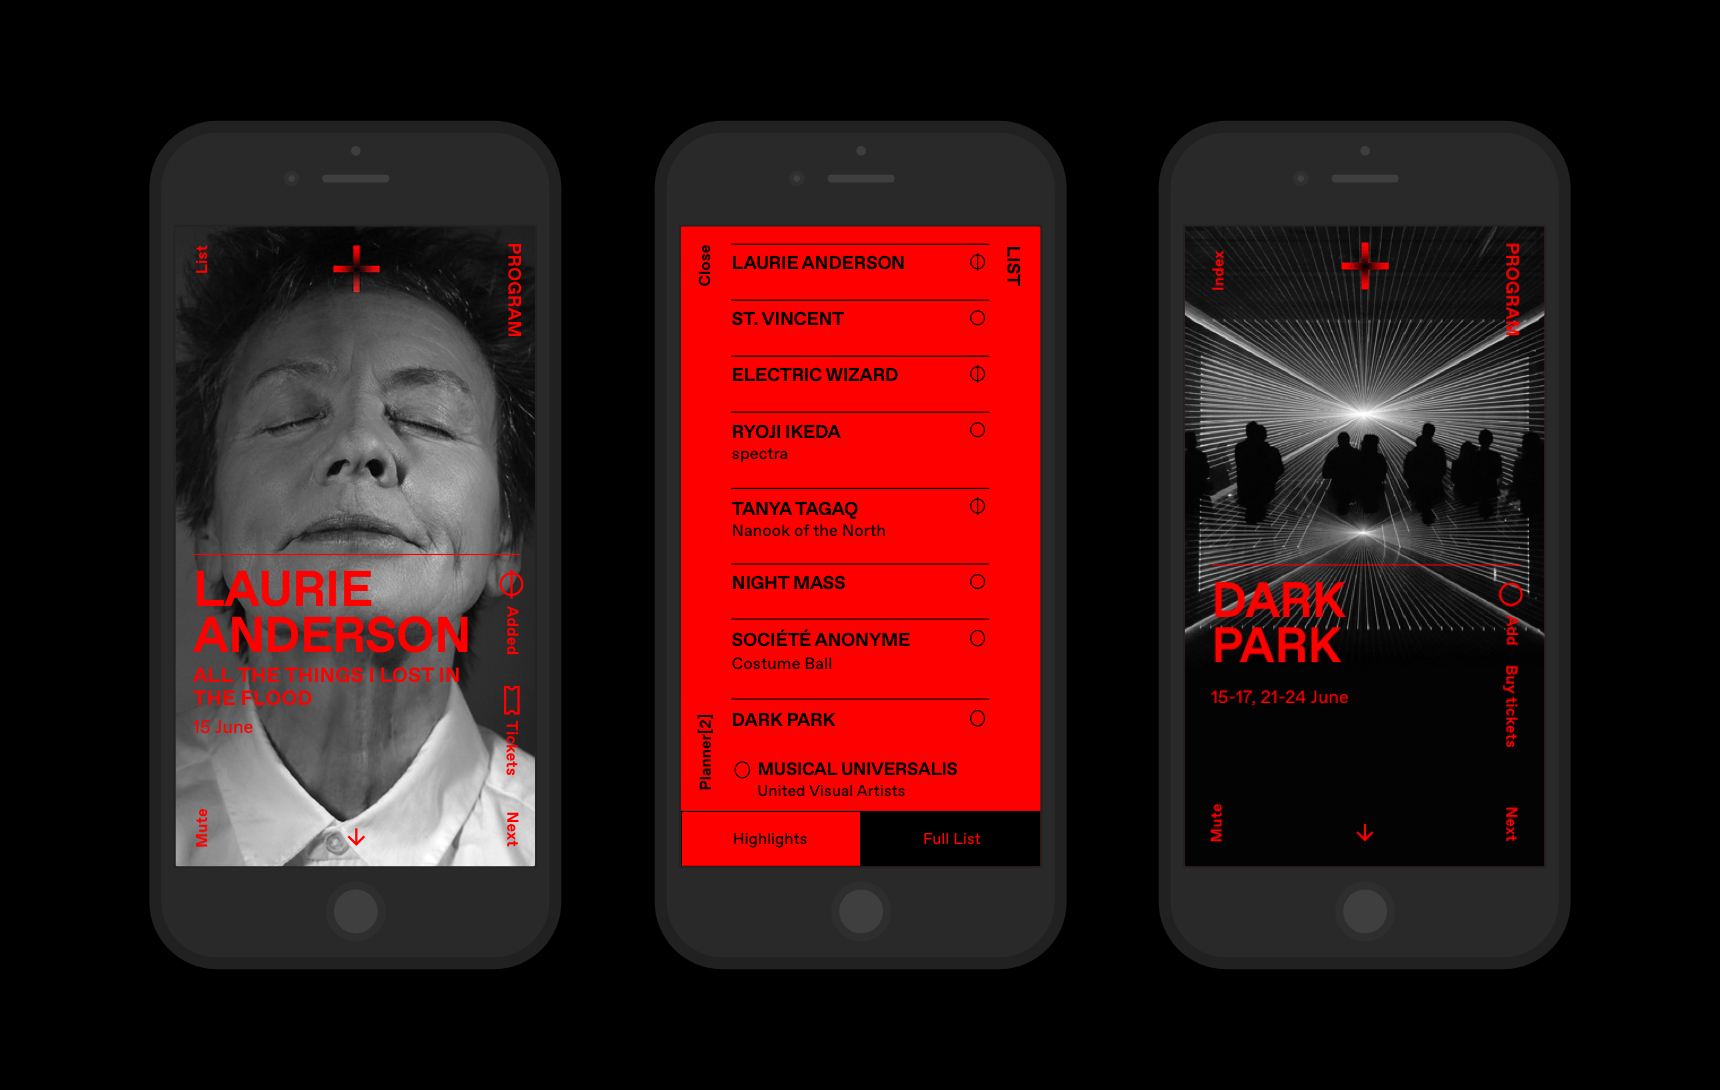 List
PROGRAM
LAURIE
ANDERSON
ALL THE THINGS I LOST IN
THE FLOOD
15 June
Added
Tickets
Mute
Next
Close
LIST
LAURIE ANDERSON
ST. VINCENT
ELECTRIC WIZARD
RYOJI IKEDA
spectra
TANYA TAGAQ
Nanook of the North
NIGHT MASS
SOCIÉTÉ ANONYME
Costume Ball
DARK PARK
MUSICAL UNIVERSALIS
United Visual Artists
Planner[2]
Highlights
Full List
Index
PROGRAM
DARK
PARK
15-17, 21-24 June
Add
Buy tickets
Mute
Next